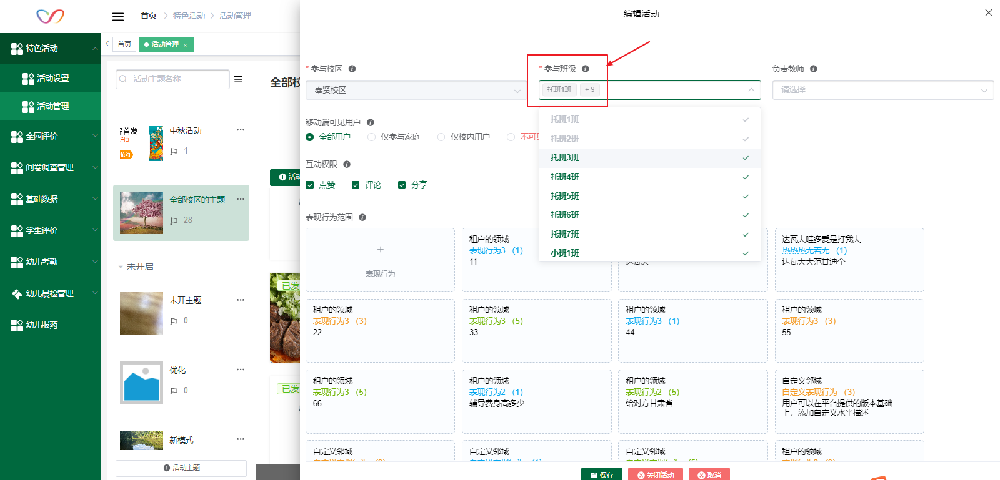 首页
特色活动
活动管理
编辑活动
特色活动
活动设置
活动管理
全园评价
问卷调查管理
基础数据
学生评价
幼儿考勤
幼儿晨检管理
幼儿服药
首页
活动管理 ×
活动主题名称
全部校
品首发
中秋活动
1
全部校区的主题
28
未开启
未开主题
0
优化
0
新模式
活动主题
活动
已发
已发
* 参与校区
奉贤校区
* 参与班级
托班1班
+ 9
负责教师
请选择
托班1班
托班2班
托班3班
托班4班
托班5班
托班6班
托班7班
小班1班
移动端可见用户
全部用户
仅参与家庭
仅校内用户
不可见
互动权限
点赞
评论
分享
表现行为范围
+
表现行为
租户的领域
表现行为3 (1)
11
达瓦大
达瓦大哇多爱是打我大
热热热无若无 (1)
达瓦大大范甘迪个
租户的领域
表现行为3 (3)
22
租户的领域
表现行为3 (5)
33
租户的领域
表现行为3 (1)
44
租户的领域
表现行为3 (3)
55
租户的领域
表现行为3 (5)
66
租户的领域
表现行为2 (1)
辅导费身高多少
租户的领域
表现行为2 (5)
给对方甘肃省
自定义邻域
自定义表现行为 (3)
用户可以在平台提供的版本基础
上，添加自定义水平描述
自定义邻域
自定义邻域
自定义邻域
租户的领域
保存
关闭活动
取消